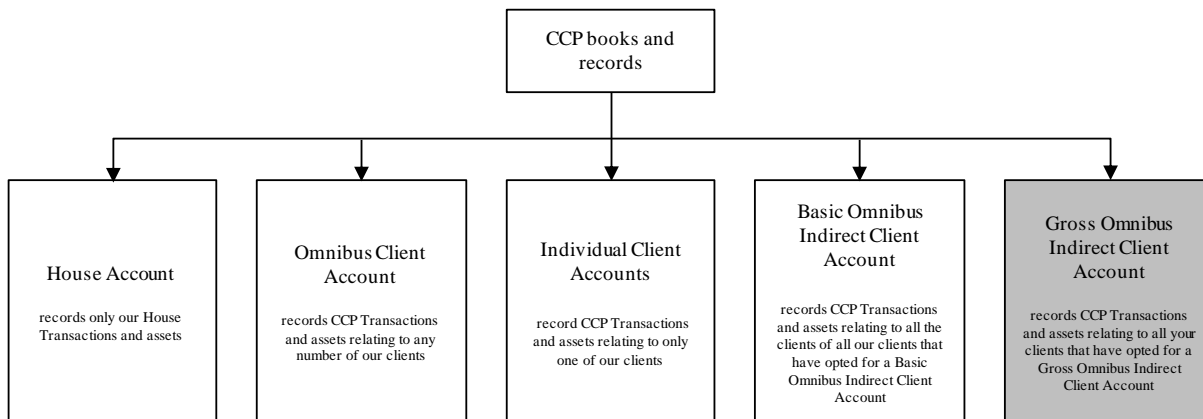 CCP books and
records
House Account
records only our House
Transactions and assets
Omnibus Client
Account
records CCP Transactions
and assets relating to any
number of our clients
Individual Client
Accounts
record CCP Transactions
and assets relating to only
one of our clients
Basic Omnibus
Indirect Client
Account
records CCP Transactions
and assets relating to all the
clients of all our clients that
have opted for a Basic
Omnibus Indirect Client
Account
Gross Omnibus
Indirect Client
Account
records CCP Transactions
and assets relating to all your
clients that have opted for a
Gross Omnibus Indirect
Client Account